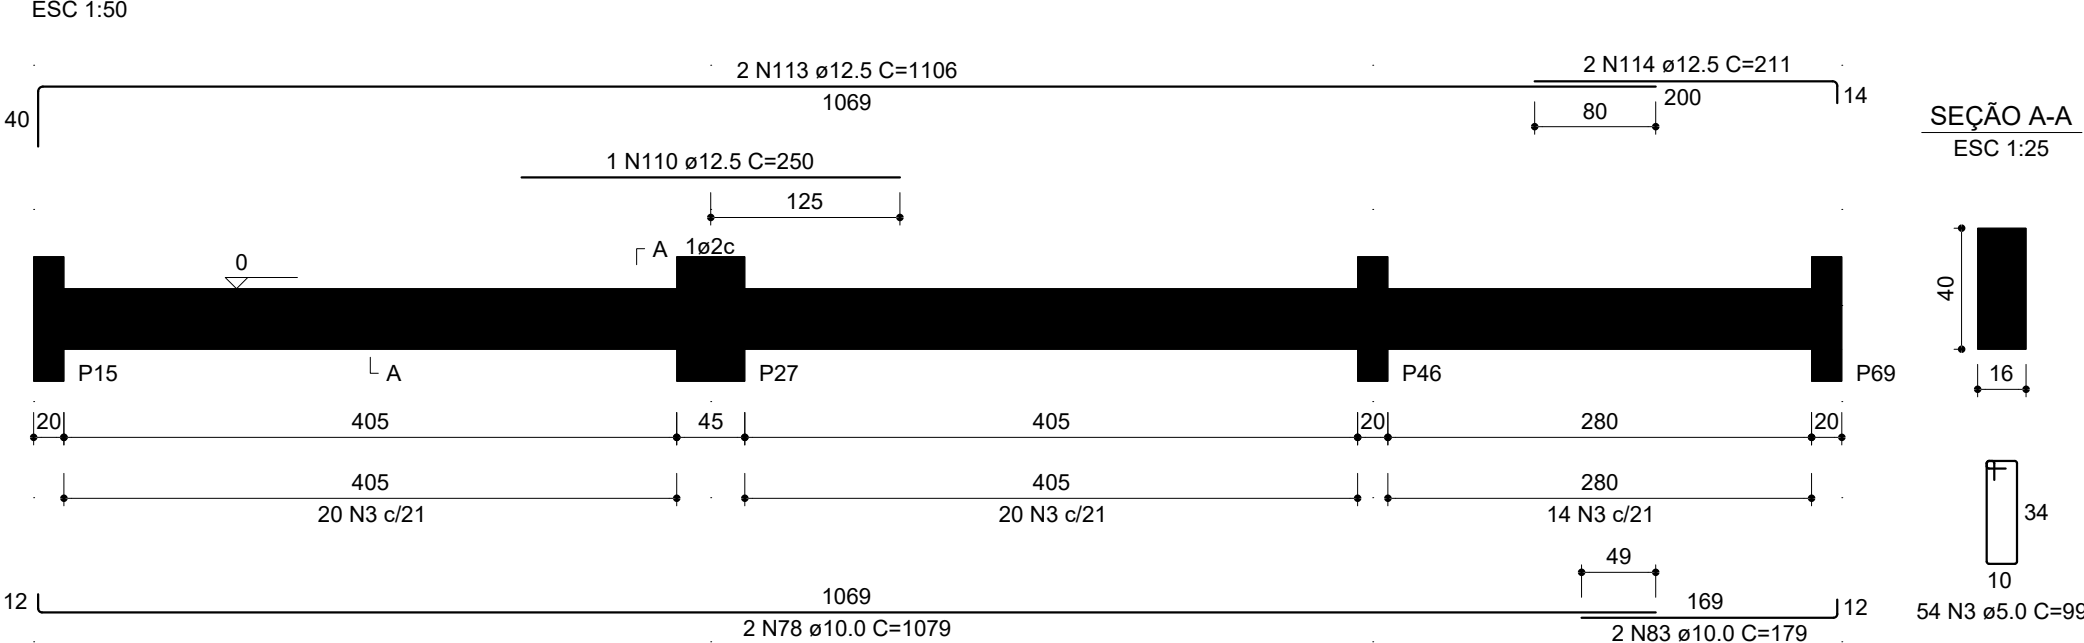 ESC 1:50
2 N113 ø12.5 C=1106
2 N114 ø12.5 C=211
1069
200
14
40
80
SEÇÃO A-A
ESC 1:25
1 N110 ø12.5 C=250
125
A
1ø2c
0
40
P15
A
P27
P46
P69
16
20
405
45
405
20
280
20
405
405
280
20 N3 c/21
20 N3 c/21
14 N3 c/21
34
49
10
12
1069
169
12
54 N3 ø5.0 C=99
2 N78 ø10.0 C=1079
2 N83 ø10.0 C=179